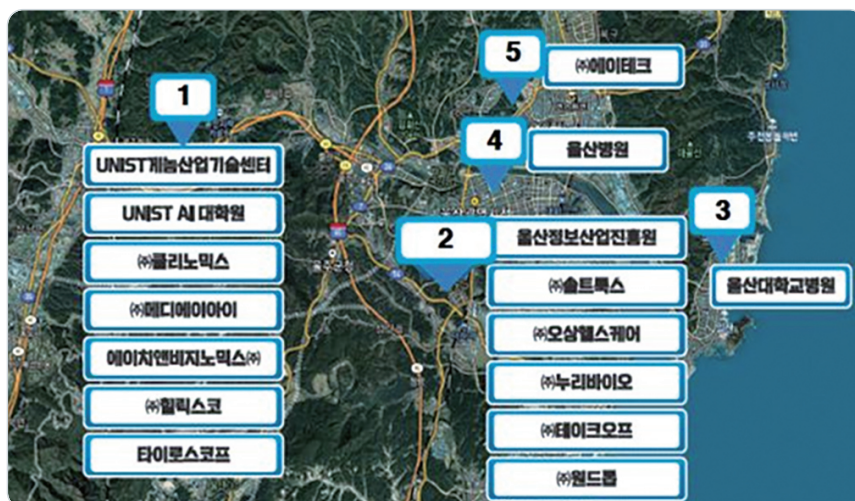 1
UNIST게놈산업기술센터
UNIST AI 대학원
㈜클리노믹스
㈜메디에이아이
에이치앤비지노믹스㈜
㈜힐릭스코
타이로스코프
2
울산정보산업진흥원
㈜솔트룩스
㈜오상헬스케어
㈜누리바이오
㈜테이크오프
㈜원드롭
3
울산대학교병원
4
울산병원
5
㈜에이테크